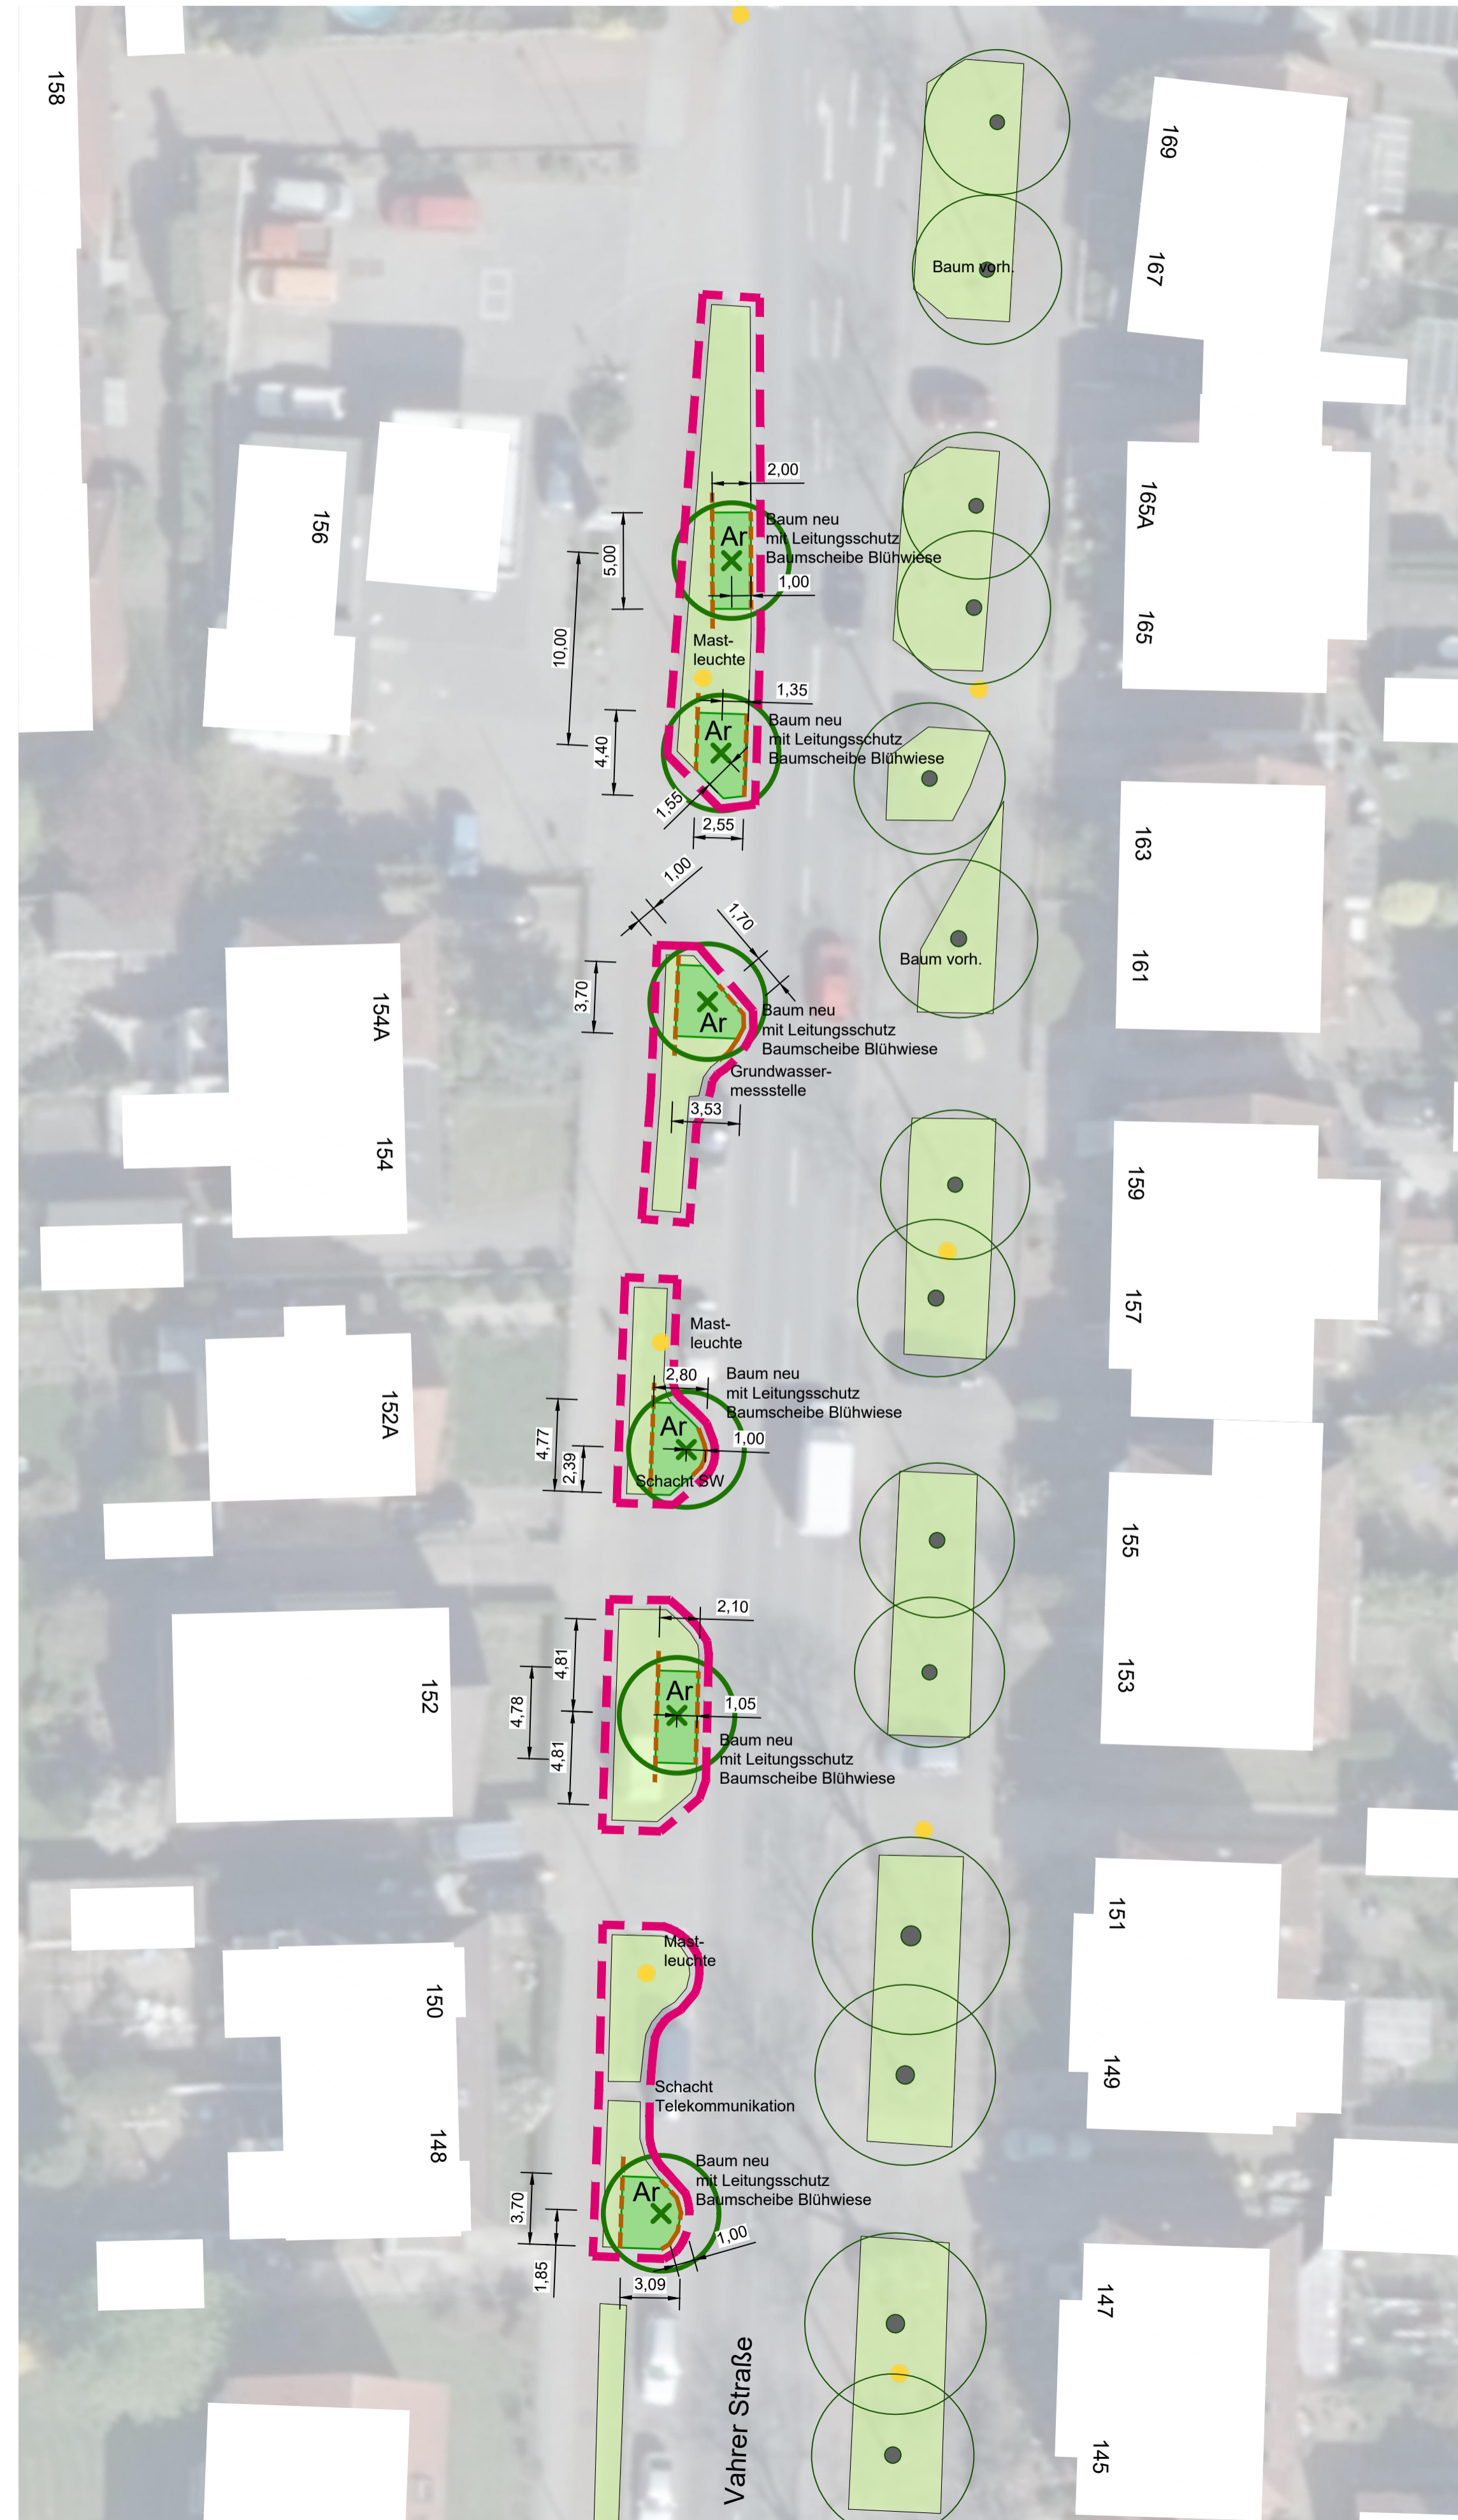 158
169
167
Baum vorh.
2,00
165A
156
Ar
Baum neu
mit Leitungsschutz
Baumscheibe Blühwiese
5,00
1,00
10,00
165
Mast-
leuchte
1,35
Ar
Baum neu
mit Leitungsschutz
Baumscheibe Blühwiese
4,40
1,55
2,55
163
1,00
1,70
161
Baum vorh.
3,70
154A
Ar
Baum neu
mit Leitungsschutz
Baumscheibe Blühwiese
Grundwasser-
messstelle
3,53
154
159
157
Mast-
leuchte
2,80
Baum neu
mit Leitungsschutz
Baumscheibe Blühwiese
152A
Ar
4,77
2,39
1,00
Schacht SW
155
2,10
4,81
153
152
Ar
4,78
1,05
4,81
Baum neu
mit Leitungsschutz
Baumscheibe Blühwiese
151
Mast-
leuchte
150
149
Schacht
Telekommunikation
148
Baum neu
mit Leitungsschutz
Baumscheibe Blühwiese
Ar
3,70
1,00
1,85
3,09
147
Vahrer Straße
145